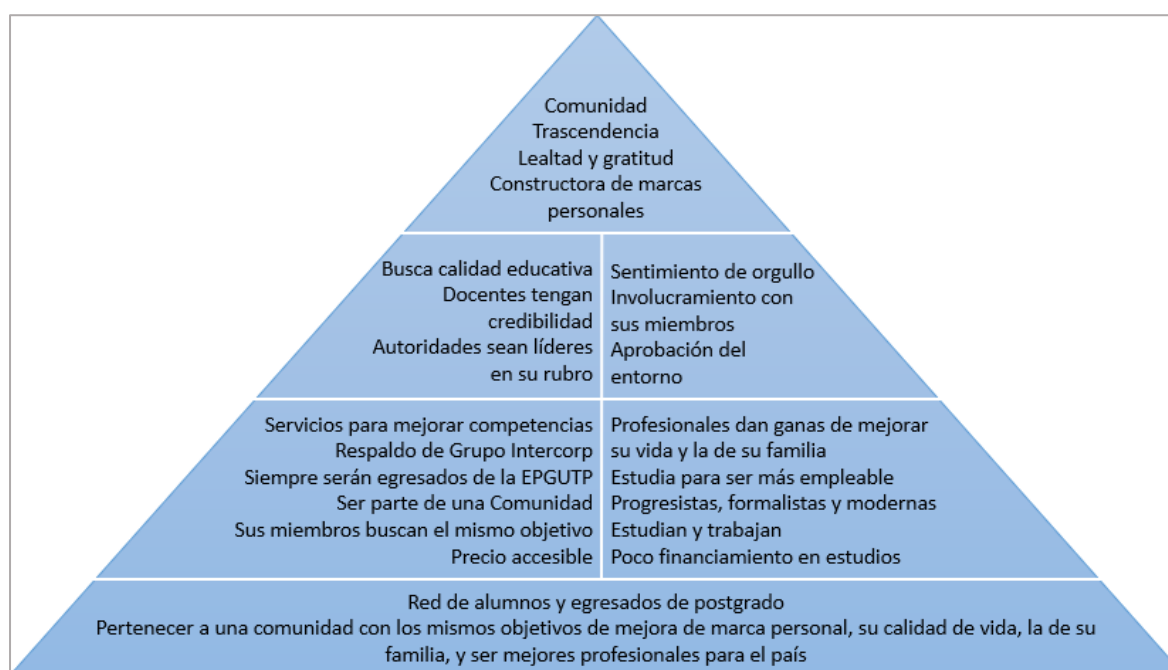 Comunidad
Trascendencia
Lealtad y gratitud
Constructora de marcas
personales
Busca calidad educativa
Docentes tengan
credibilidad
Autoridades sean líderes
en su rubro
Sentimiento de orgullo
Involucramiento con
sus miembros
Aprobación del
entorno
Servicios para mejorar competencias
Respaldo de Grupo Intercorp
Siempre serán egresados de la EPGUTP
Ser parte de una Comunidad
Sus miembros buscan el mismo objetivo
Precio accesible
Profesionales dan ganas de mejorar
su vida y la de su familia
Estudia para ser más empleable
Progresistas, formalistas y modernas
Estudian y trabajan
Poco financiamiento en estudios
Red de alumnos y egresados de postgrado
Pertenecer a una comunidad con los mismos objetivos de mejora de marca personal, su calidad de vida, la de su
familia, y ser mejores profesionales para el país